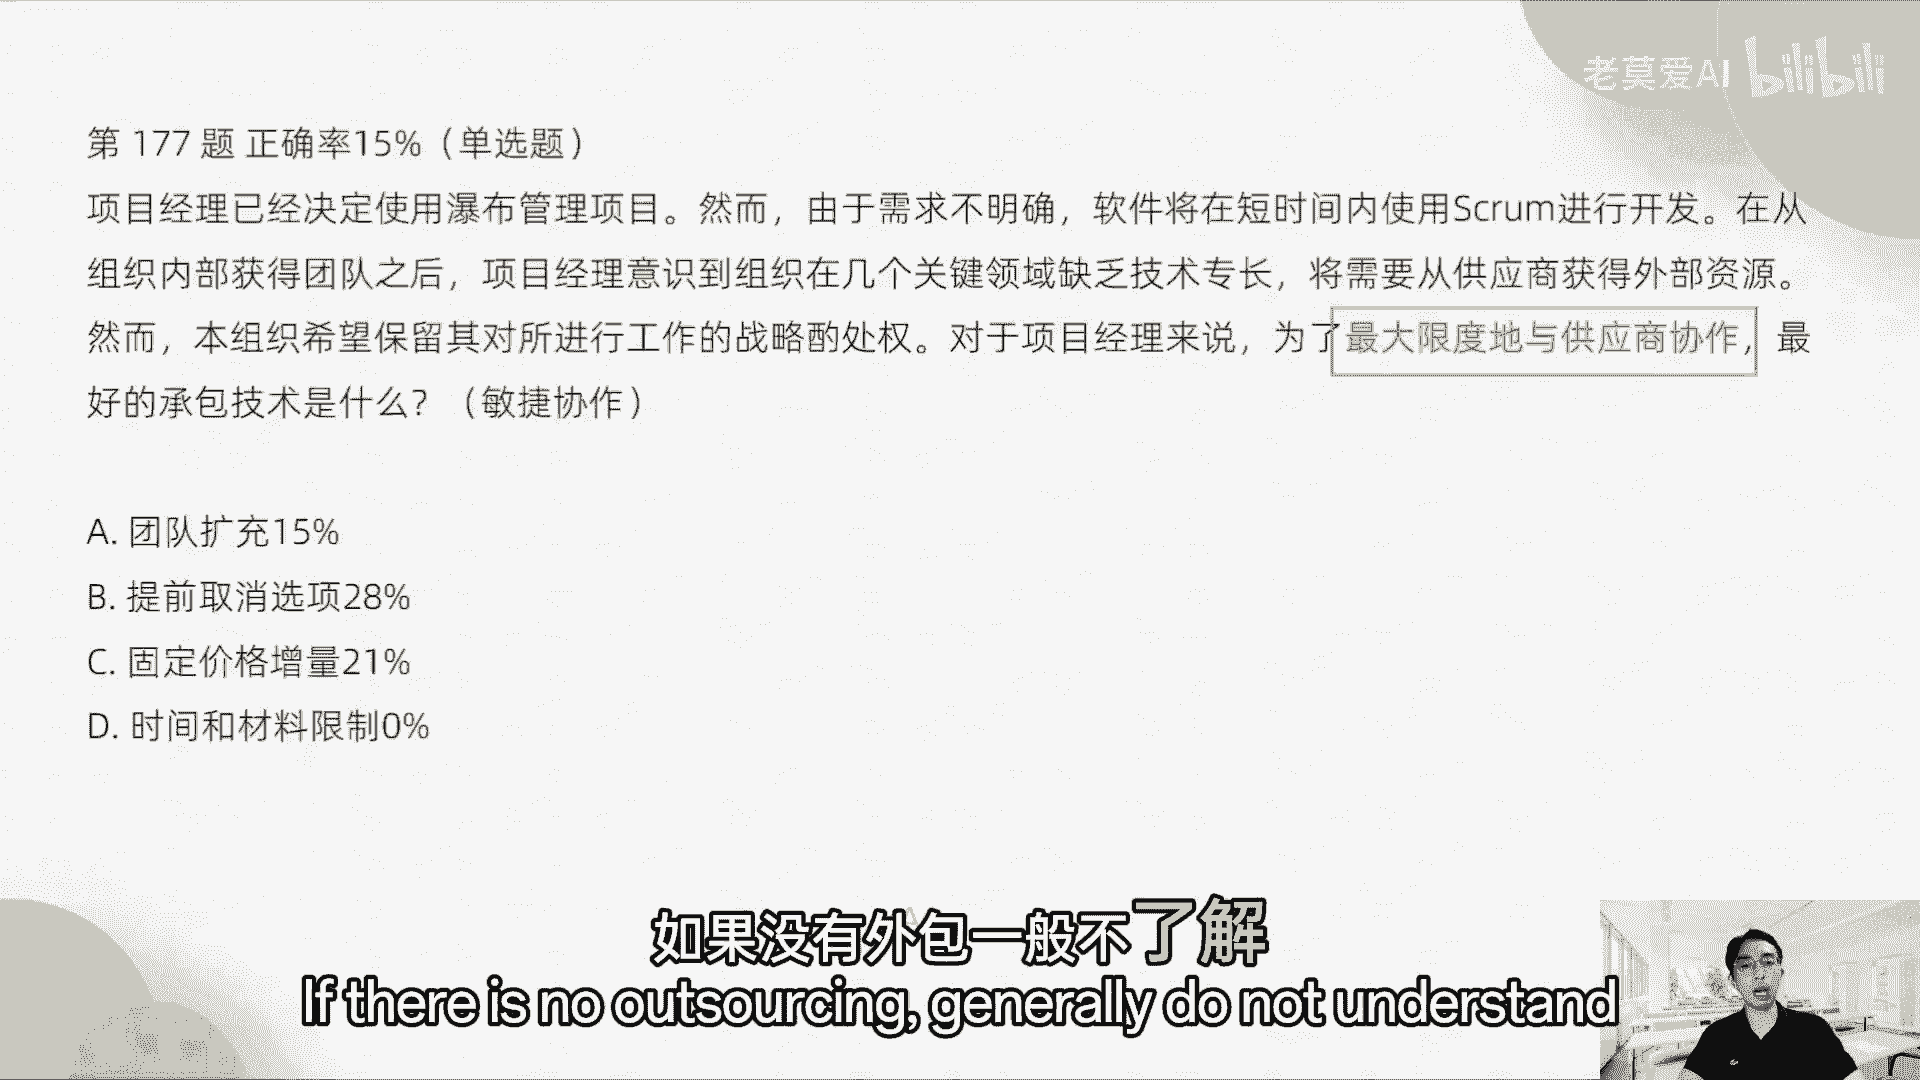 老莫爱AI bilibili
第 177 题 正确率15%（单选题）
项目经理已经决定使用瀑布管理项目。然而，由于需求不明确，软件将在短时间内使用Scrum进行开发。在从
组织内部获得团队之后，项目经理意识到组织在几个关键领域缺乏技术专长，将需要从供应商获得外部资源。
然而，本组织希望保留其对所进行工作的战略酌处权。对于项目经理来说，为了最大限度地与供应商协作，最
好的承包技术是什么？（敏捷协作）
A. 团队扩充15%
B. 提前取消选项28%
C. 固定价格增量21%
D. 时间和材料限制0%
如果没有外包一般不了解
If there is no outsourcing, generally do not understand